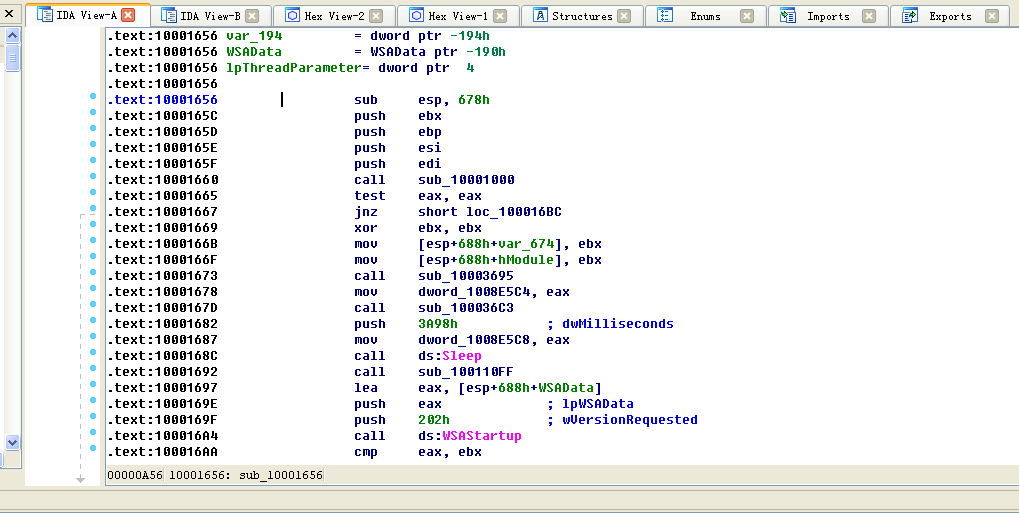 IDA View-A IDA View-B Hex View-2 Hex View-1 Structures Enums Imports Exports
.text:10001656 var_194 = dword ptr -194h
.text:10001656 WSAData = WSAData ptr -190h
.text:10001656 lpThreadParameter= dword ptr 4
.text:10001656
.text:10001656 sub esp, 678h
.text:1000165C push ebx
.text:1000165D push ebp
.text:1000165E push esi
.text:1000165F push edi
.text:10001660 call sub_10001000
.text:10001665 test eax, eax
.text:10001667 jnz short loc_100016BC
.text:10001669 xor ebx, ebx
.text:1000166B mov [esp+688h+var_674], ebx
.text:1000166F mov [esp+688h+hModule], ebx
.text:10001673 call sub_10003695
.text:10001678 mov dword_1008E5C4, eax
.text:1000167D call sub_100036C3
.text:10001682 push 3A98h ; dwMilliseconds
.text:10001687 mov dword_1008E5C8, eax
.text:1000168C call ds:Sleep
.text:10001692 call sub_100110FF
.text:10001697 lea eax, [esp+688h+WSAData]
.text:1000169E push eax ; lpWSAData
.text:1000169F push 202h ; wVersionRequested
.text:100016A4 call ds:WSAStartup
.text:100016AA cmp eax, ebx
00000A56 10001656: sub_10001656